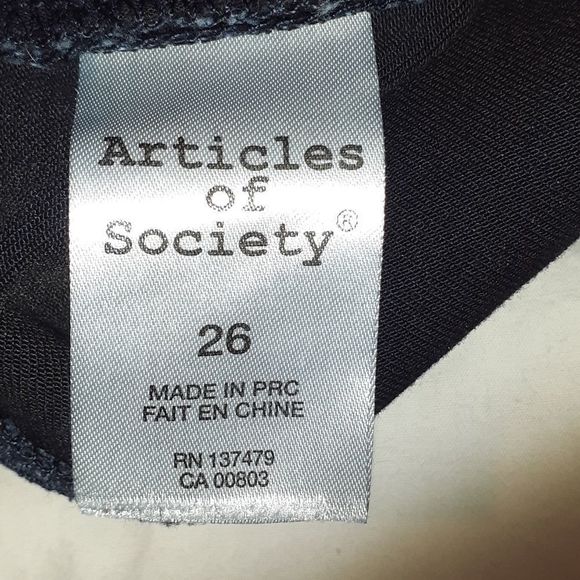 Articles
of
Society®
26
MADE IN PRC
FAIT EN CHINE
RN 137479
CA 00803